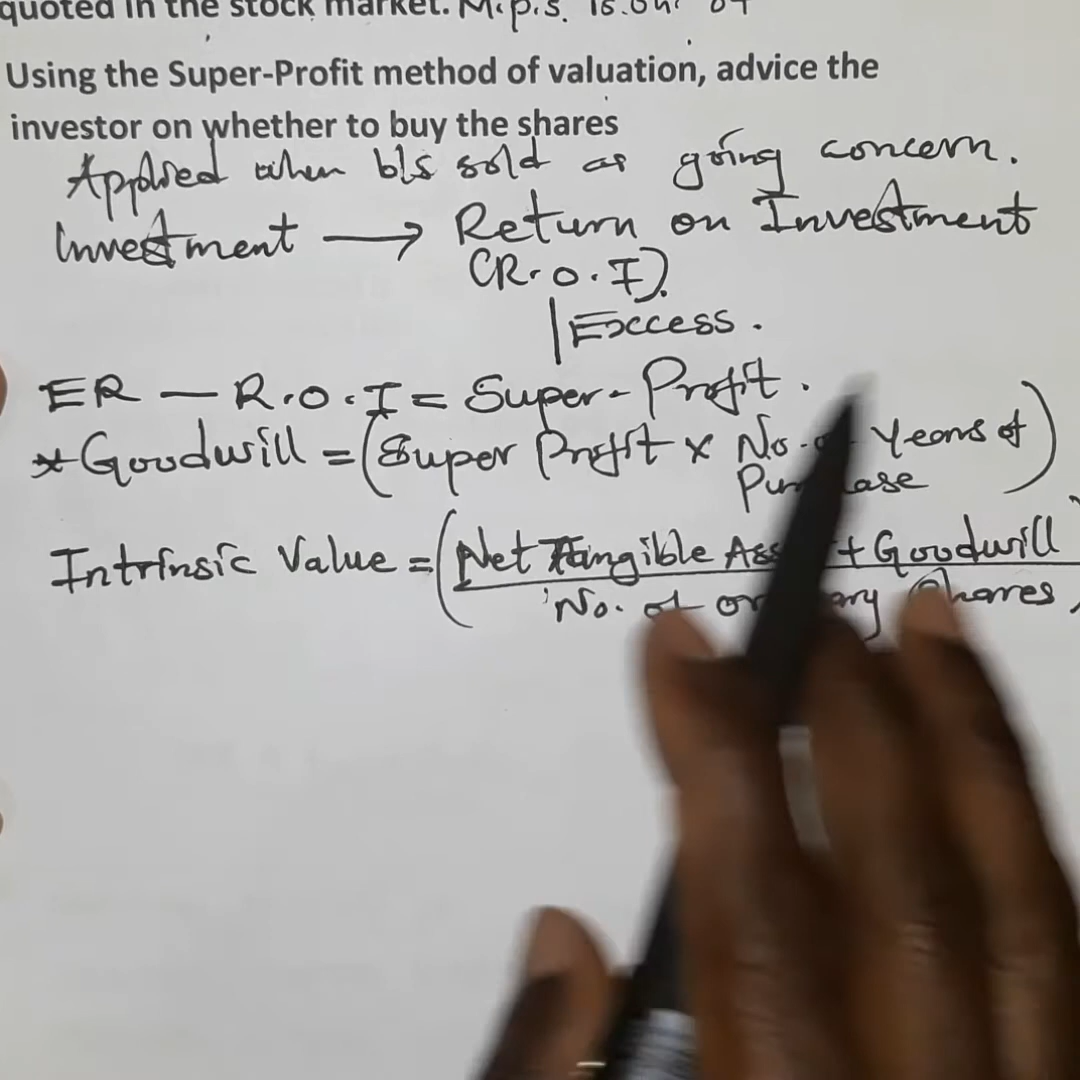 quoted in the stock market. M.p.s.
Using the Super-Profit method of valuation, advice the
investor on whether to buy the shares
Applied when b/s sold as going concern.
Investment → Return on Investment
(R.O.I).
| Excess.
ER — R.O.I = Super-Profit.
*Goodwill = (Super Profit x No. Years of
Purchase)
Intrinsic Value = (Net Tangible + Goodwill
No. of Shares